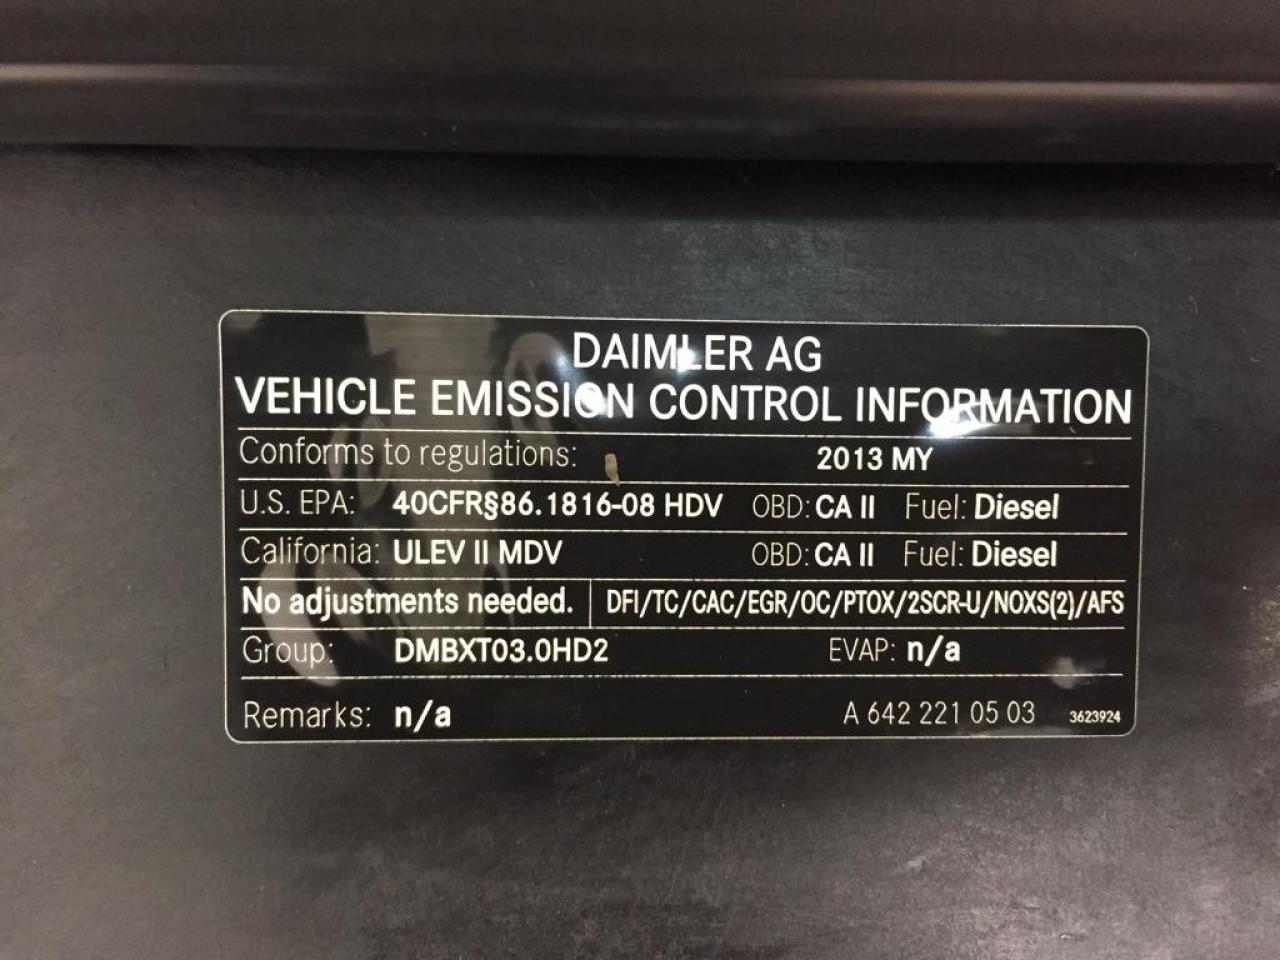 DAIMLER AG
VEHICLE EMISSION CONTROL INFORMATION
Conforms to regulations: 2013 MY
U.S. EPA: 40CFR§86.1816-08 HDV OBD: CA II Fuel: Diesel
California: ULEV II MDV OBD: CA II Fuel: Diesel
No adjustments needed. DFI/TC/CAC/EGR/OC/PTOX/2SCR-U/NOXS(2)/AFS
Group: DMBXT03.0HD2 EVAP: n/a
Remarks: n/a A 642 221 05 03 3623924